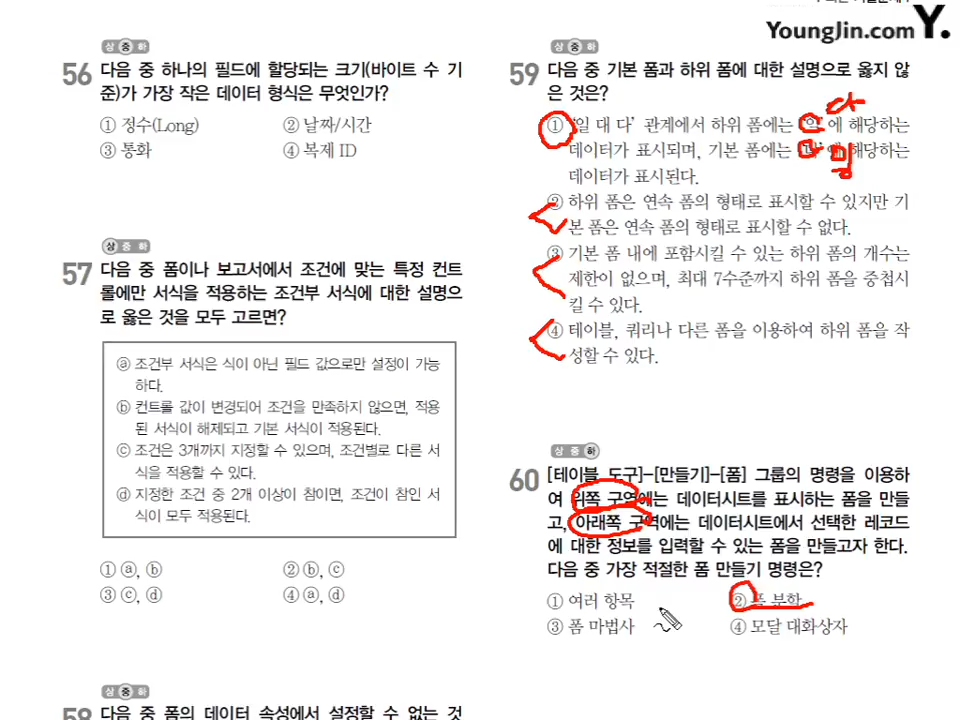 YoungJin.com Y.
상 중 하
56 다음 중 하나의 필드에 할당되는 크기(바이트 수 기
준)가 가장 작은 데이터 형식은 무엇인가?
① 정수(Long) ② 날짜/시간
③ 통화 ④ 복제 ID
상 중 하
57 다음 중 폼이나 보고서에서 조건에 맞는 특정 컨트
롤에만 서식을 적용하는 조건부 서식에 대한 설명으
로 옳은 것을 모두 고르면?
ⓐ 조건부 서식은 식이 아닌 필드 값으로만 설정이 가능
하다.
ⓑ 컨트롤 값이 변경되어 조건을 만족하지 않으면, 적용
된 서식이 해제되고 기본 서식이 적용된다.
ⓒ 조건은 3개까지 지정할 수 있으며, 조건별로 다른 서
식을 적용할 수 있다.
ⓓ 지정한 조건 중 2개 이상이 참이면, 조건이 참인 서
식이 모두 적용된다.
① ⓐ, ⓑ ② ⓑ, ⓒ
③ ⓒ, ⓓ ④ ⓐ, ⓓ
상 중 하
58 다음 중 폼의 데이터 속성에서 설정할 수 없는 것
상 중 하
59 다음 중 기본 폼과 하위 폼에 대한 설명으로 옳지 않
은 것은?
다
① '일 대 다' 관계에서 하위 폼에는 '일'에 해당하는
데이터가 표시되며, 기본 폼에는 '다'에 해당하는
데이터가 표시된다.
② 하위 폼은 연속 폼의 형태로 표시할 수 있지만 기
본 폼은 연속 폼의 형태로 표시할 수 없다.
③ 기본 폼 내에 포함시킬 수 있는 하위 폼의 개수는
제한이 없으며, 최대 7수준까지 하위 폼을 중첩시
킬 수 있다.
④ 테이블, 쿼리나 다른 폼을 이용하여 하위 폼을 작
성할 수 있다.
상 중 하
60 [테이블 도구]-[만들기]-[폼] 그룹의 명령을 이용하
여 위쪽 구역에는 데이터시트를 표시하는 폼을 만들
고, 아래쪽 구역에는 데이터시트에서 선택한 레코드
에 대한 정보를 입력할 수 있는 폼을 만들고자 한다.
다음 중 가장 적절한 폼 만들기 명령은?
① 여러 항목 ② 폼 분할
③ 폼 마법사 ④ 모달 대화상자